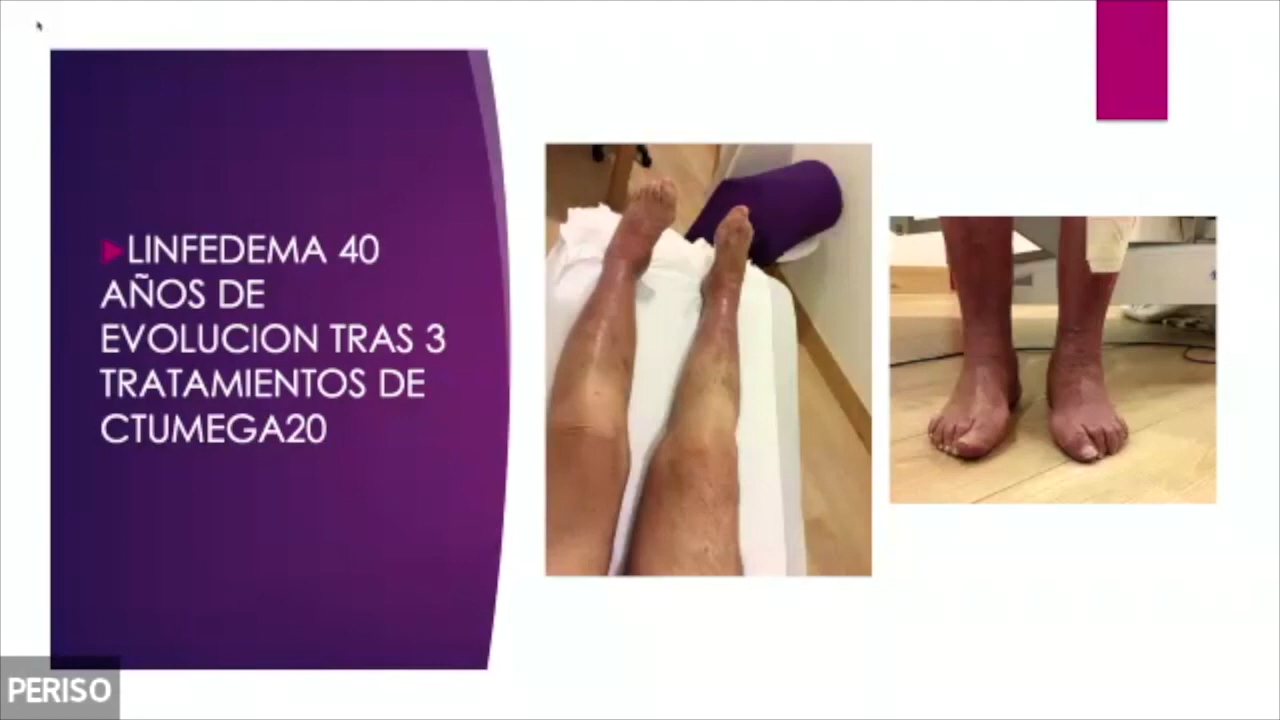 LINFEDEMA 40
AÑOS DE
EVOLUCION TRAS 3
TRATAMIENTOS DE
CTUMEGA20
PERISO